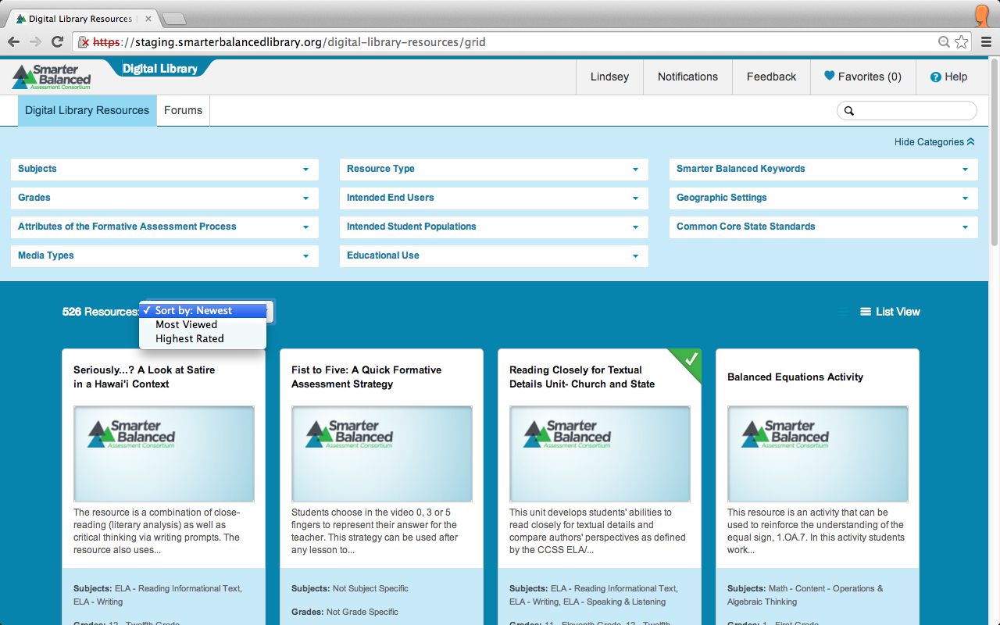 Digital Library Resources
https://staging.smarterbalancedlibrary.org/digital-library-resources/grid
Smarter
Balanced
Assessment Consortium
Digital Library
Lindsey
Notifications
Feedback
Favorites (0)
? Help
Digital Library Resources
Forums
Hide Categories
Subjects
Resource Type
Smarter Balanced Keywords
Grades
Intended End Users
Geographic Settings
Attributes of the Formative Assessment Process
Intended Student Populations
Common Core State Standards
Media Types
Educational Use
526 Resources:
✓ Sort by: Newest
Most Viewed
Highest Rated
List View
Seriously...? A Look at Satire
in a Hawai'i Context
Smarter
Balanced
Assessment Consortium
The resource is a combination of close-
reading (literary analysis) as well as
critical thinking via writing prompts. The
resource also uses...
Subjects: ELA - Reading Informational Text,
ELA - Writing
Grades: 12 - Twelfth Grade
Fist to Five: A Quick Formative
Assessment Strategy
Smarter
Balanced
Assessment Consortium
Students choose in the video 0, 3 or 5
fingers to represent their answer for the
teacher. This strategy can be used after
any lesson to...
Subjects: Not Subject Specific
Grades: Not Grade Specific
Reading Closely for Textual
Details Unit- Church and State
Smarter
Balanced
Assessment Consortium
This unit develops students' abilities to
read closely for textual details and
compare authors' perspectives as defined
by the CCSS ELA/...
Subjects: ELA - Reading Informational Text,
ELA - Writing, ELA - Speaking & Listening
Grades: 11 - Eleventh Grade, 12 - Twelfth
Balanced Equations Activity
Smarter
Balanced
Assessment Consortium
This resource is an activity that can be
used to reinforce the understanding of the
equal sign, 1.OA.7. In this activity students
work...
Subjects: Math - Content - Operations &
Algebraic Thinking
Grades: 1 - First Grade